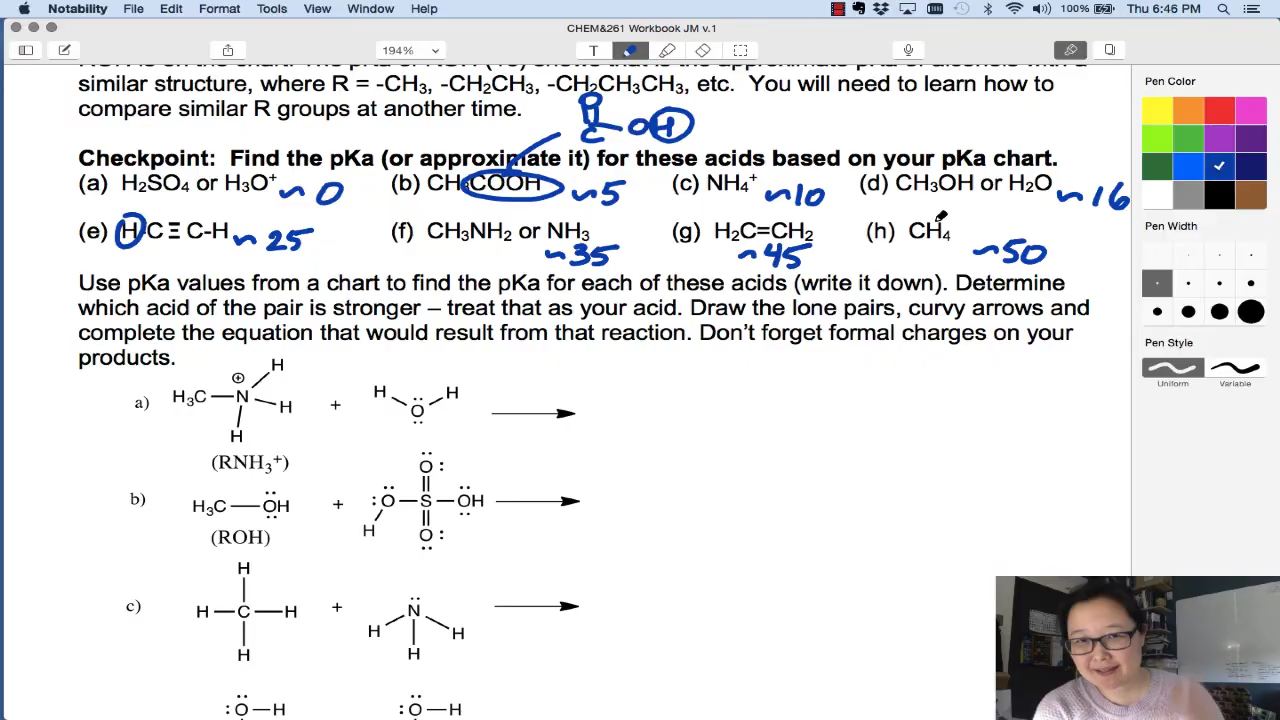 Notability File Edit Format Tools View Window Help 100% Thu 6:46 PM
CHEM&261 Workbook JM v.1
194% T
similar structure, where R = -CH₃, -CH₂CH₃, -CH₂CH₃CH₃, etc. You will need to learn how to
compare similar R groups at another time.
O
C OH
Checkpoint: Find the pKa (or approximate it) for these acids based on your pKa chart.
(a) H₂SO₄ or H₃O⁺ ~0 (b) CH₃COOH ~5 (c) NH₄⁺ ~10 (d) CH₃OH or H₂O ~16
(e) H-C≡C-H ~25 (f) CH₃NH₂ or NH₃ ~35 (g) H₂C=CH₂ ~45 (h) CH₄ ~50
Use pKa values from a chart to find the pKa for each of these acids (write it down). Determine
which acid of the pair is stronger – treat that as your acid. Draw the lone pairs, curvy arrows and
complete the equation that would result from that reaction. Don't forget formal charges on your
products.
a) H₃C N ⊕ H H H + H O H
(RNH₃⁺)
b) H₃C OH + H O S O O OH
(ROH)
c) H H C H H + H N H H
O H O H
Pen Color
Pen Width
Pen Style
Uniform Variable